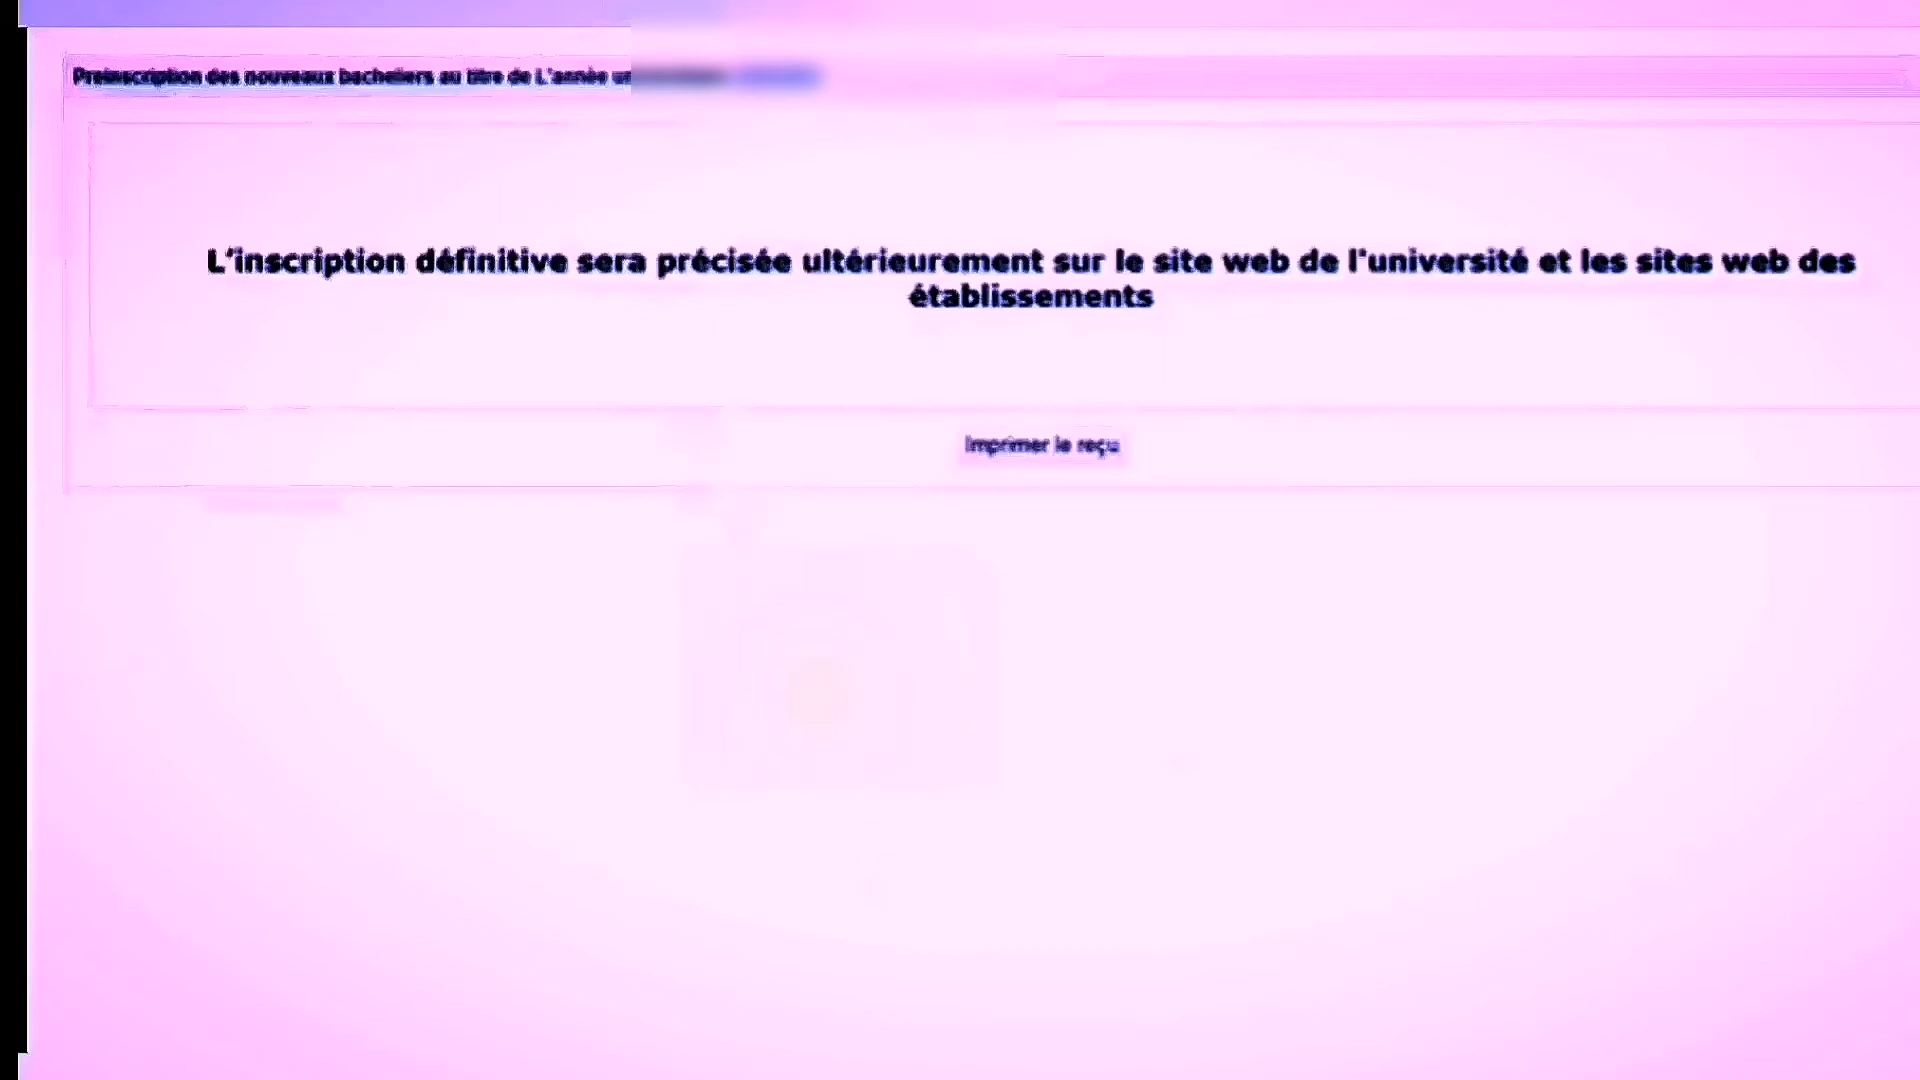 Preinscription des nouveaux bacheliers au titre de L'année
L'inscription définitive sera précisée ultérieurement sur le site web de l'université et les sites web des
établissements
Imprimer le reçu